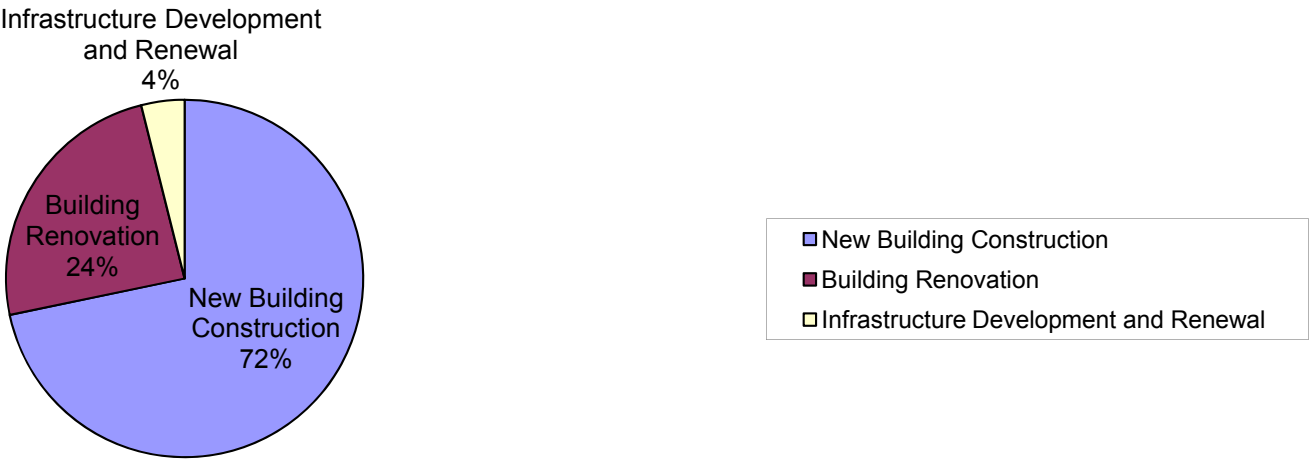 Infrastructure Development
and Renewal
4%
Building
Renovation
24%
New Building
Construction
72%
New Building Construction
Building Renovation
Infrastructure Development and Renewal